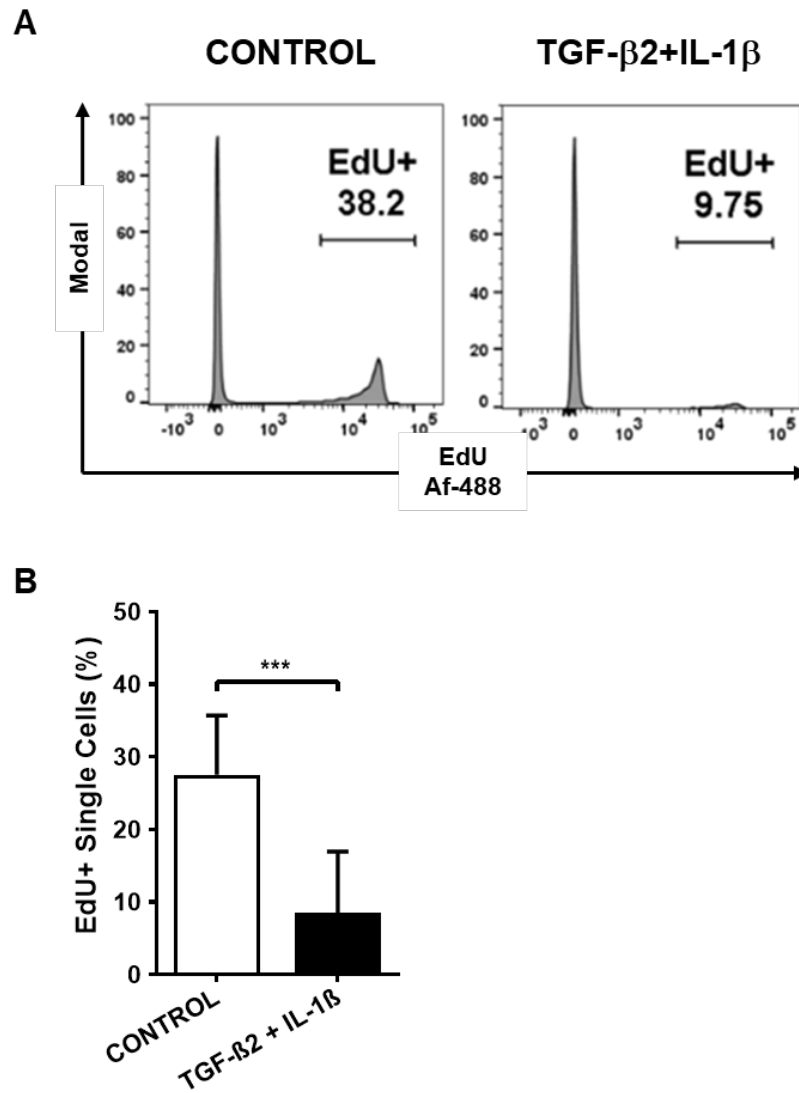 A
CONTROL
TGF-β2+IL-1β
100
80
60
40
20
0
EdU+
38.2
-10³ 0 10³ 10⁴ 10⁵
100
80
60
40
20
0
EdU+
9.75
-10³ 0 10³ 10⁴ 10⁵
Modal
EdU
Af-488
B
EdU+ Single Cells (%)
50
40
30
20
10
0
***
CONTROL
TGF-ß2 + IL-1ß